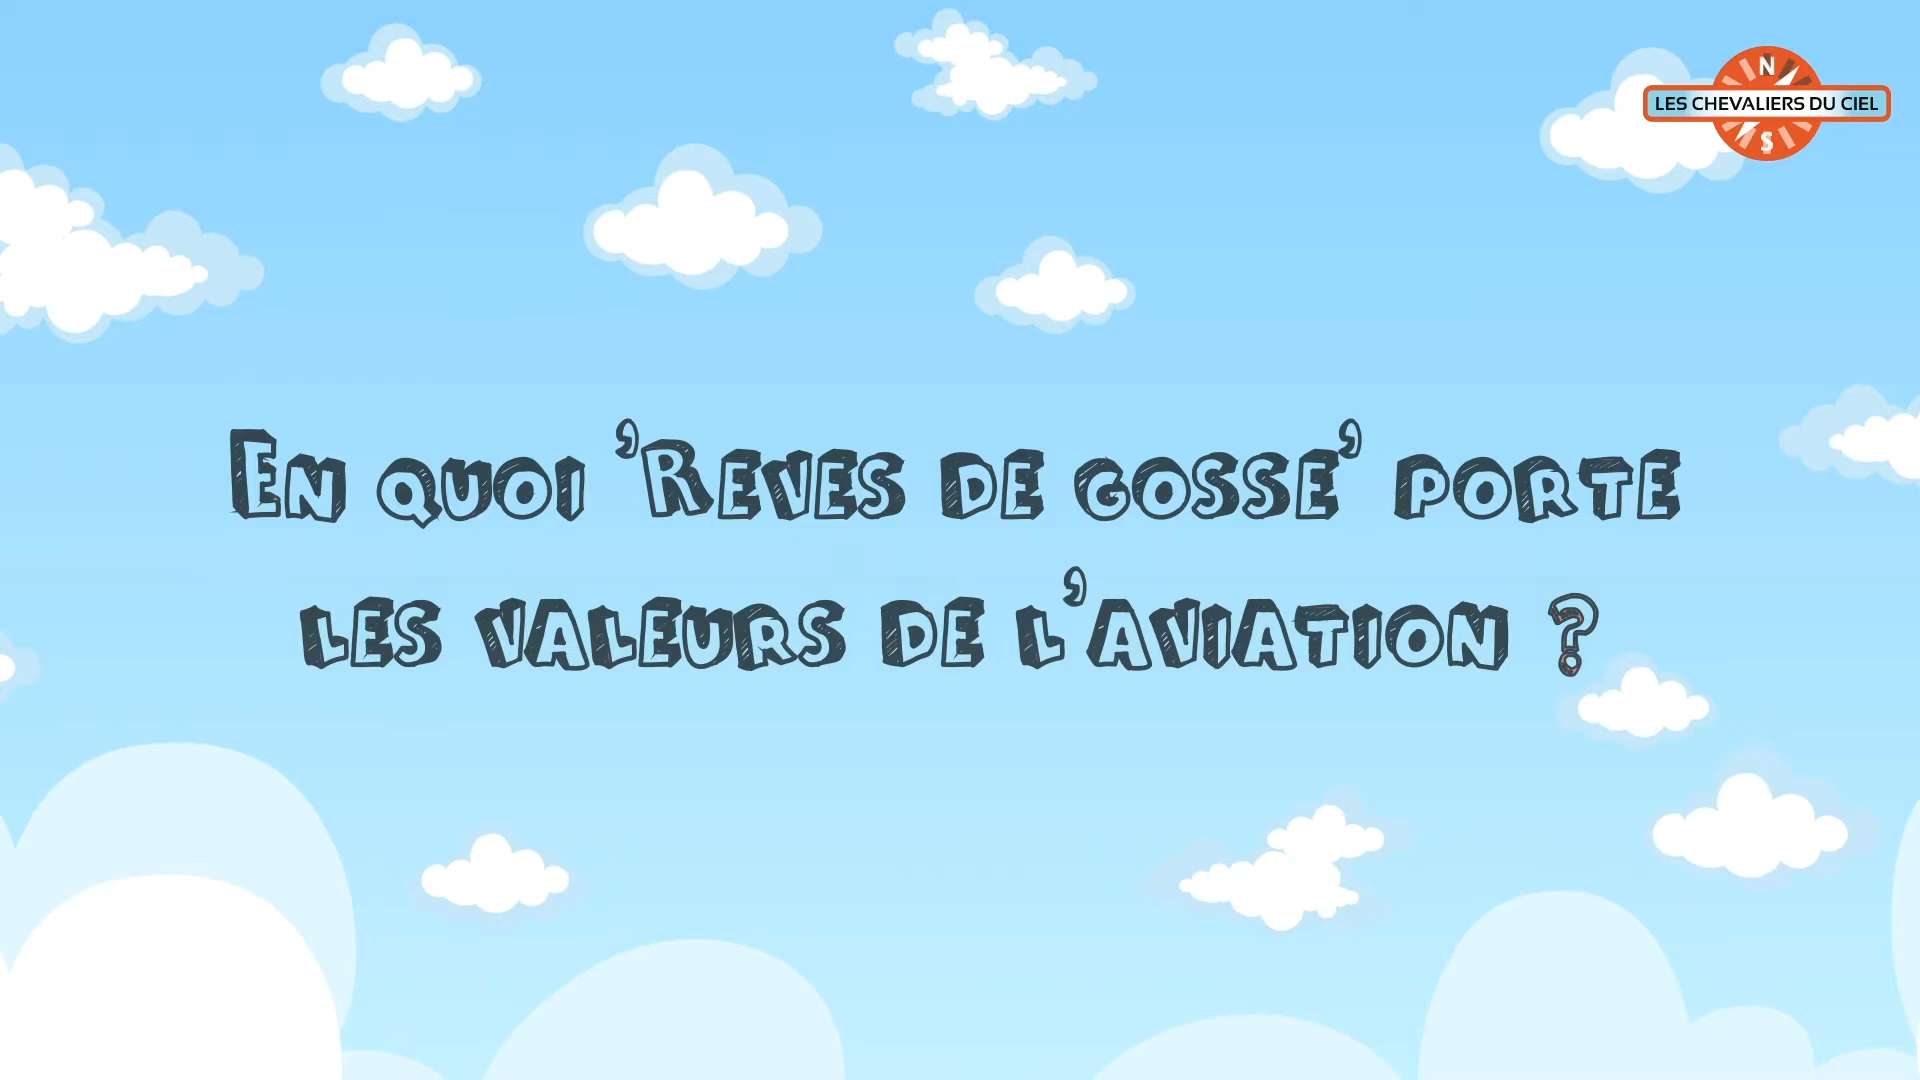 N
LES CHEVALIERS DU CIEL
S
En quoi 'Reves de gosse' porte
les valeurs de l'aviation ?